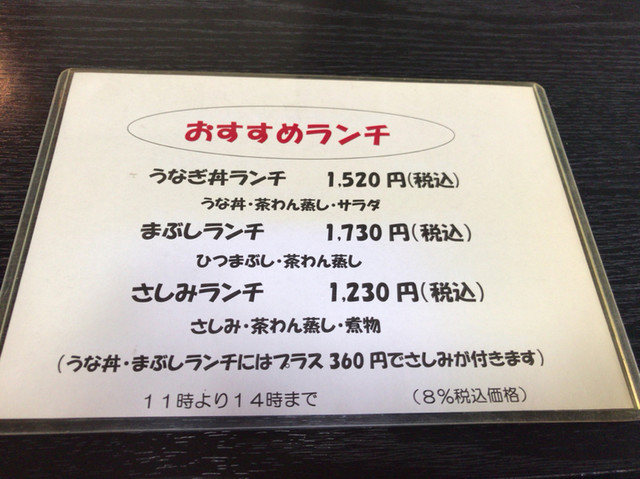 おすすめランチ
うなぎ丼ランチ 1,520円(税込)
うな丼・茶わん蒸し・サラダ
まぶしランチ 1,730円(税込)
ひつまぶし・茶わん蒸し
さしみランチ 1,230円(税込)
さしみ・茶わん蒸し・煮物
(うな丼・まぶしランチにはプラス360円でさしみが付きます)
11時より14時まで (8%税込価格)